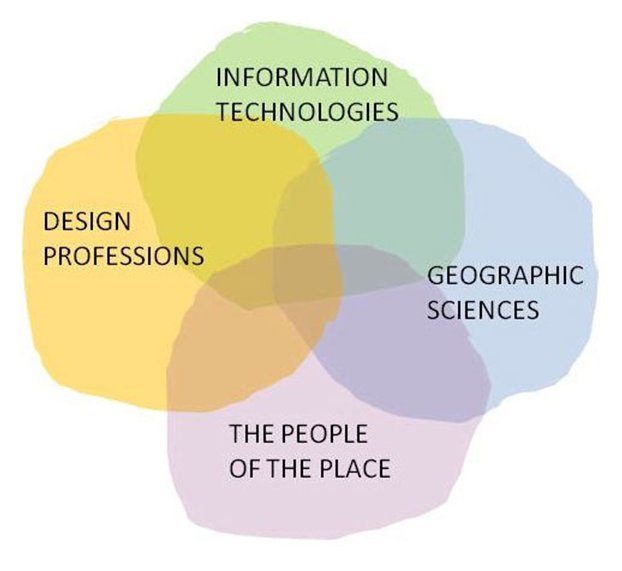 INFORMATION
TECHNOLOGIES
DESIGN
PROFESSIONS
GEOGRAPHIC
SCIENCES
THE PEOPLE
OF THE PLACE